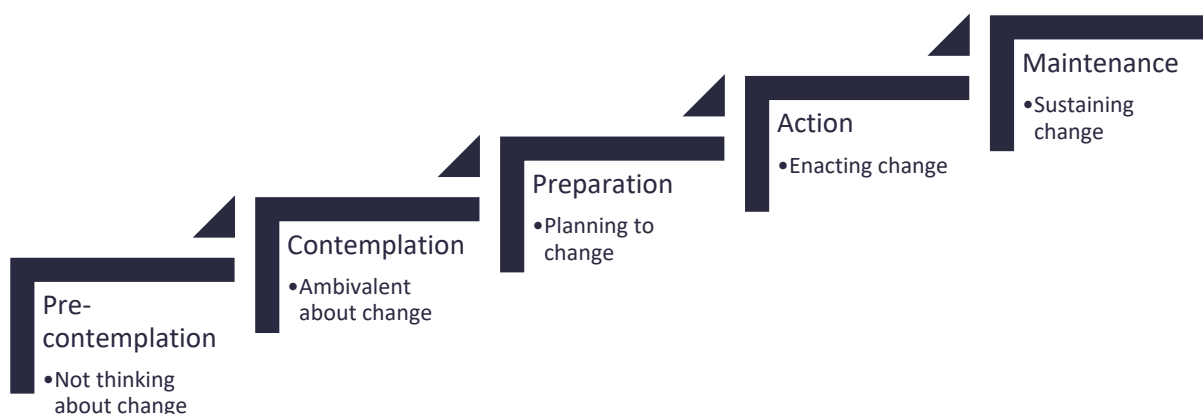 Pre-
contemplation
•Not thinking
about change
Contemplation
•Ambivalent
about change
Preparation
•Planning to
change
Action
•Enacting change
Maintenance
•Sustaining
change